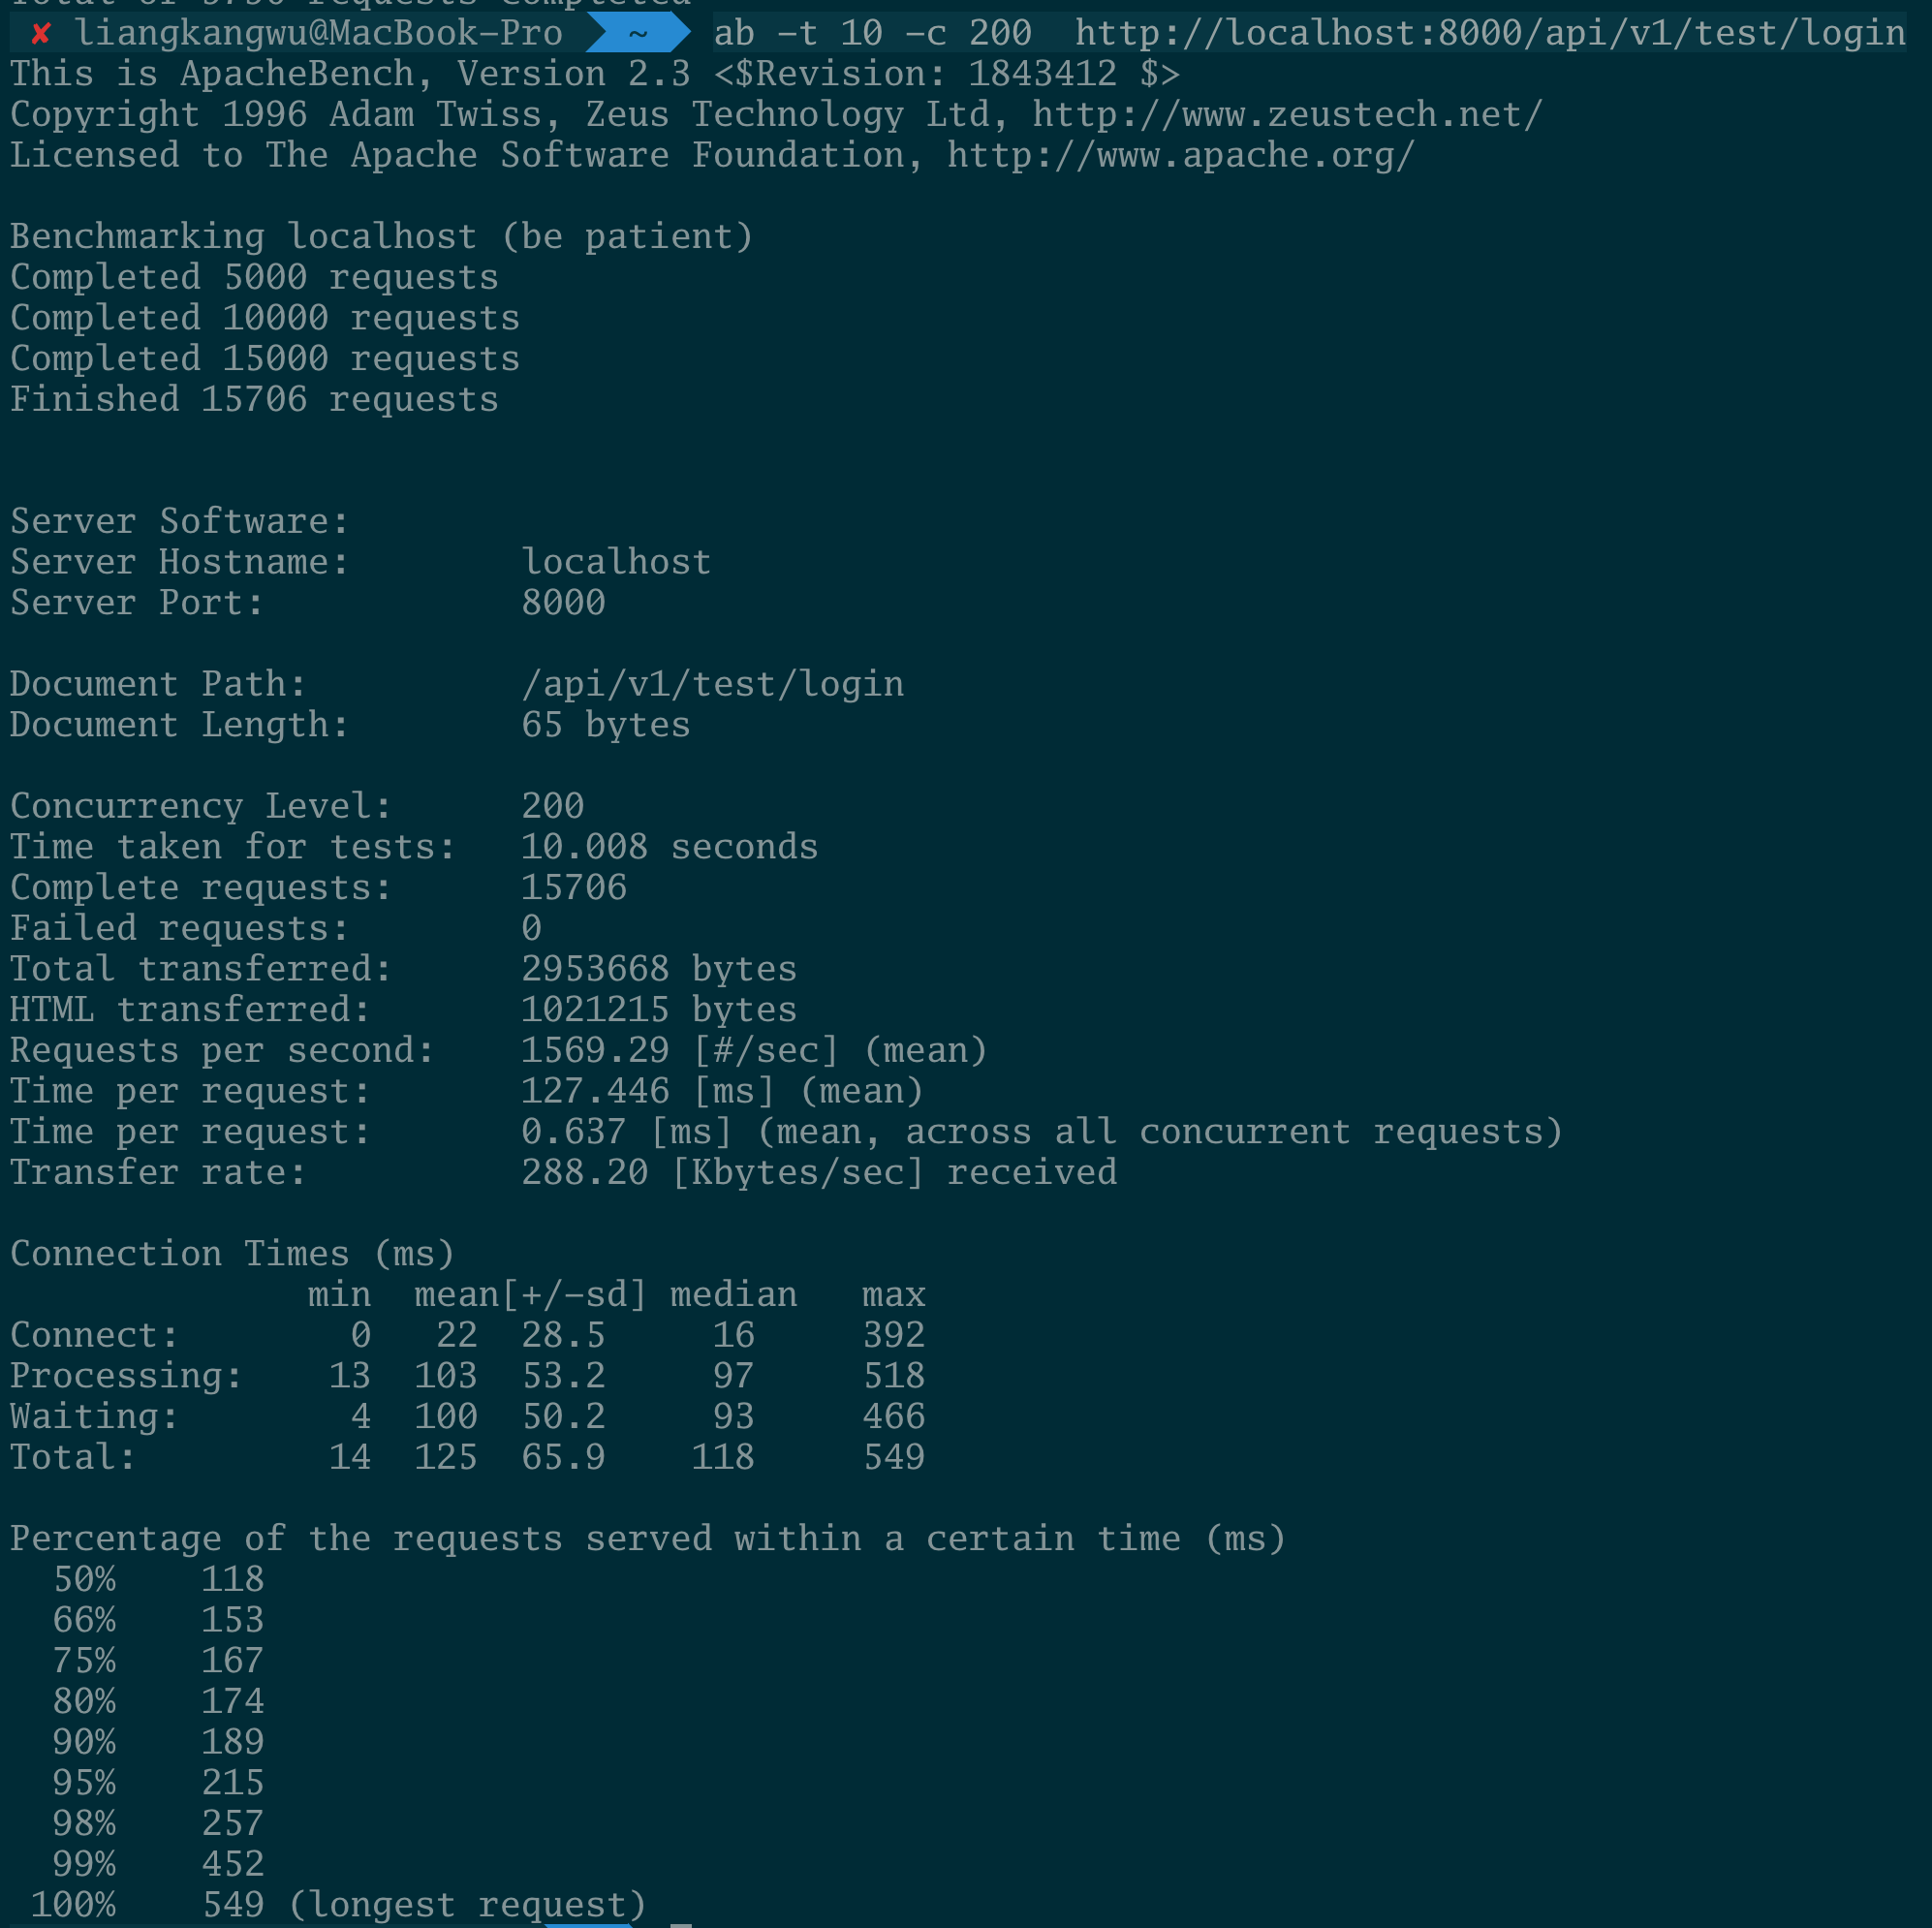 ✘ liangkangwu@MacBook-Pro ~ ab -t 10 -c 200  http://localhost:8000/api/v1/test/login
This is ApacheBench, Version 2.3 <$Revision: 1843412 $>
Copyright 1996 Adam Twiss, Zeus Technology Ltd, http://www.zeustech.net/
Licensed to The Apache Software Foundation, http://www.apache.org/

Benchmarking localhost (be patient)
Completed 5000 requests
Completed 10000 requests
Completed 15000 requests
Finished 15706 requests

Server Software:
Server Hostname:        localhost
Server Port:            8000

Document Path:          /api/v1/test/login
Document Length:        65 bytes

Concurrency Level:      200
Time taken for tests:   10.008 seconds
Complete requests:      15706
Failed requests:        0
Total transferred:      2953668 bytes
HTML transferred:       1021215 bytes
Requests per second:    1569.29 [#/sec] (mean)
Time per request:       127.446 [ms] (mean)
Time per request:       0.637 [ms] (mean, across all concurrent requests)
Transfer rate:          288.20 [Kbytes/sec] received

Connection Times (ms)
              min  mean[+/-sd] median   max
Connect:        0   22  28.5     16     392
Processing:    13  103  53.2     97     518
Waiting:        4  100  50.2     93     466
Total:         14  125  65.9    118     549

Percentage of the requests served within a certain time (ms)
  50%    118
  66%    153
  75%    167
  80%    174
  90%    189
  95%    215
  98%    257
  99%    452
 100%    549 (longest request)